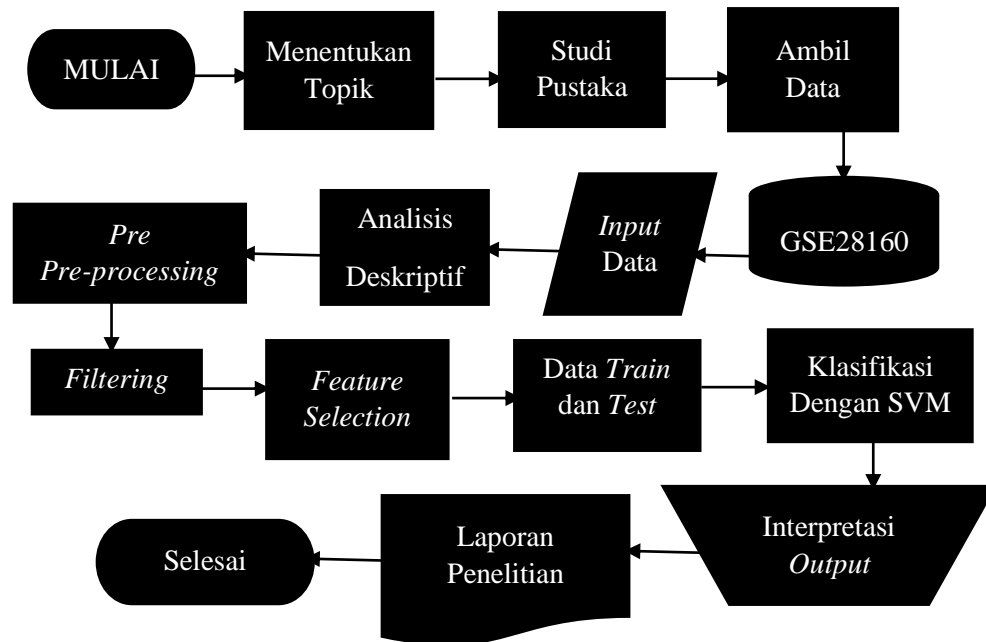 MULAI
Menentukan
Topik
Studi
Pustaka
Ambil
Data
GSE28160
Input
Data
Analisis
Deskriptif
Pre
Pre-processing
Filtering
Feature
Selection
Data Train
dan Test
Klasifikasi
Dengan SVM
Interpretasi
Output
Laporan
Penelitian
Selesai